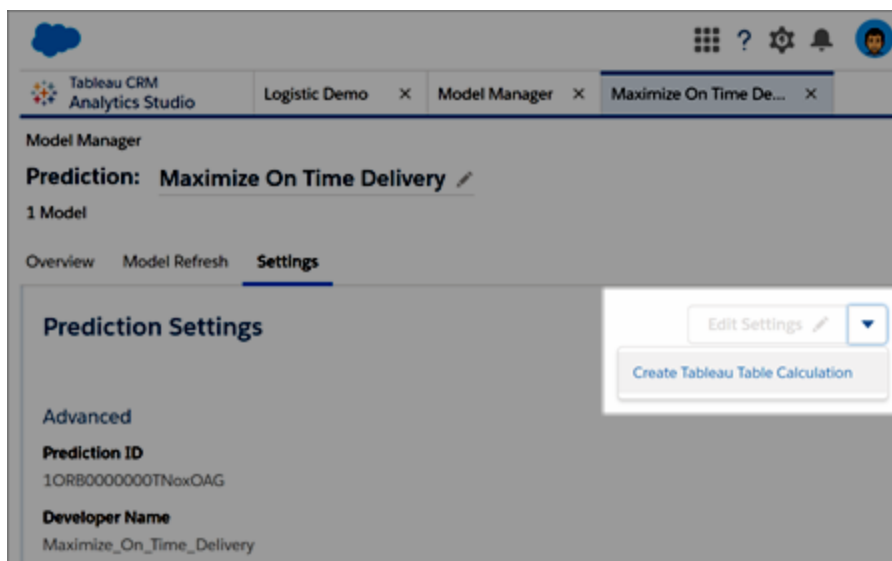 Tableau CRM
Analytics Studio
Logistic Demo
Model Manager
Maximize On Time De...
Model Manager
Prediction: Maximize On Time Delivery
1 Model
Overview Model Refresh Settings
Prediction Settings
Edit Settings
Create Tableau Table Calculation
Advanced
Prediction ID
1ORB0000000TNoxOAG
Developer Name
Maximize_On_Time_Delivery